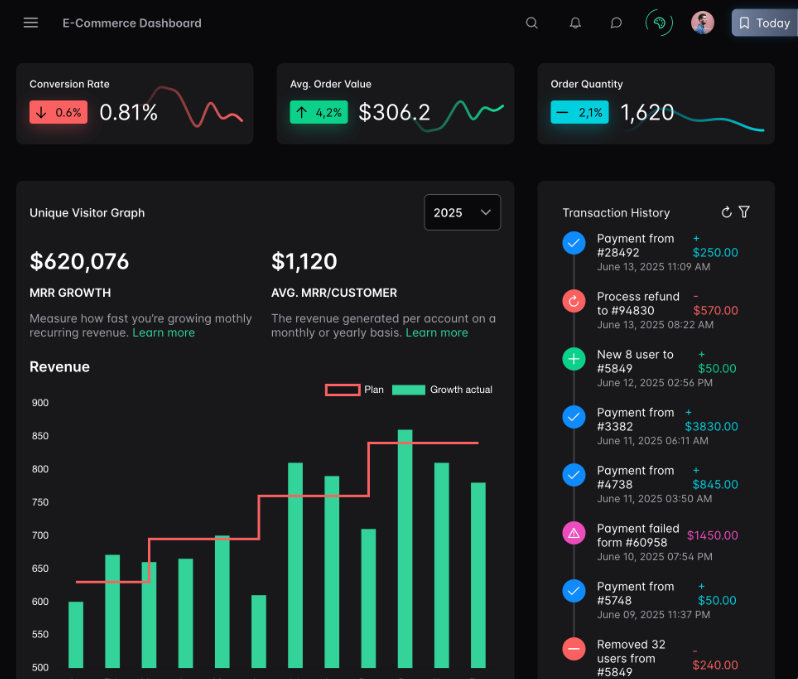 E-Commerce Dashboard
Today
Conversion Rate
0.6%
0.81%
Avg. Order Value
4,2%
$306.2
Order Quantity
2,1%
1,620
Unique Visitor Graph
2025
$620,076
MRR GROWTH
Measure how fast you're growing mothly
recurring revenue. Learn more
$1,120
AVG. MRR/CUSTOMER
The revenue generated per account on a
monthly or yearly basis. Learn more
Revenue
Plan
Growth actual
900
850
800
750
700
650
600
550
500
Transaction History
Payment from
#28492
+
$250.00
June 13, 2025 11:09 AM
Process refund
to #94830
-
$570.00
June 13, 2025 08:22 AM
New 8 user to
#5849
+
$50.00
June 12, 2025 02:56 PM
Payment from
#3382
+
$3830.00
June 11, 2025 06:11 AM
Payment from
#4738
+
$845.00
June 11, 2025 03:50 AM
Payment failed
form #60958
$1450.00
June 10, 2025 07:54 PM
Payment from
#5748
+
$50.00
June 09, 2025 11:37 PM
Removed 32
users from
#5849
-
$240.00